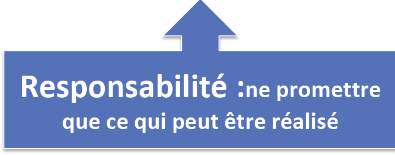 Responsabilité :ne promettre
que ce qui peut être réalisé